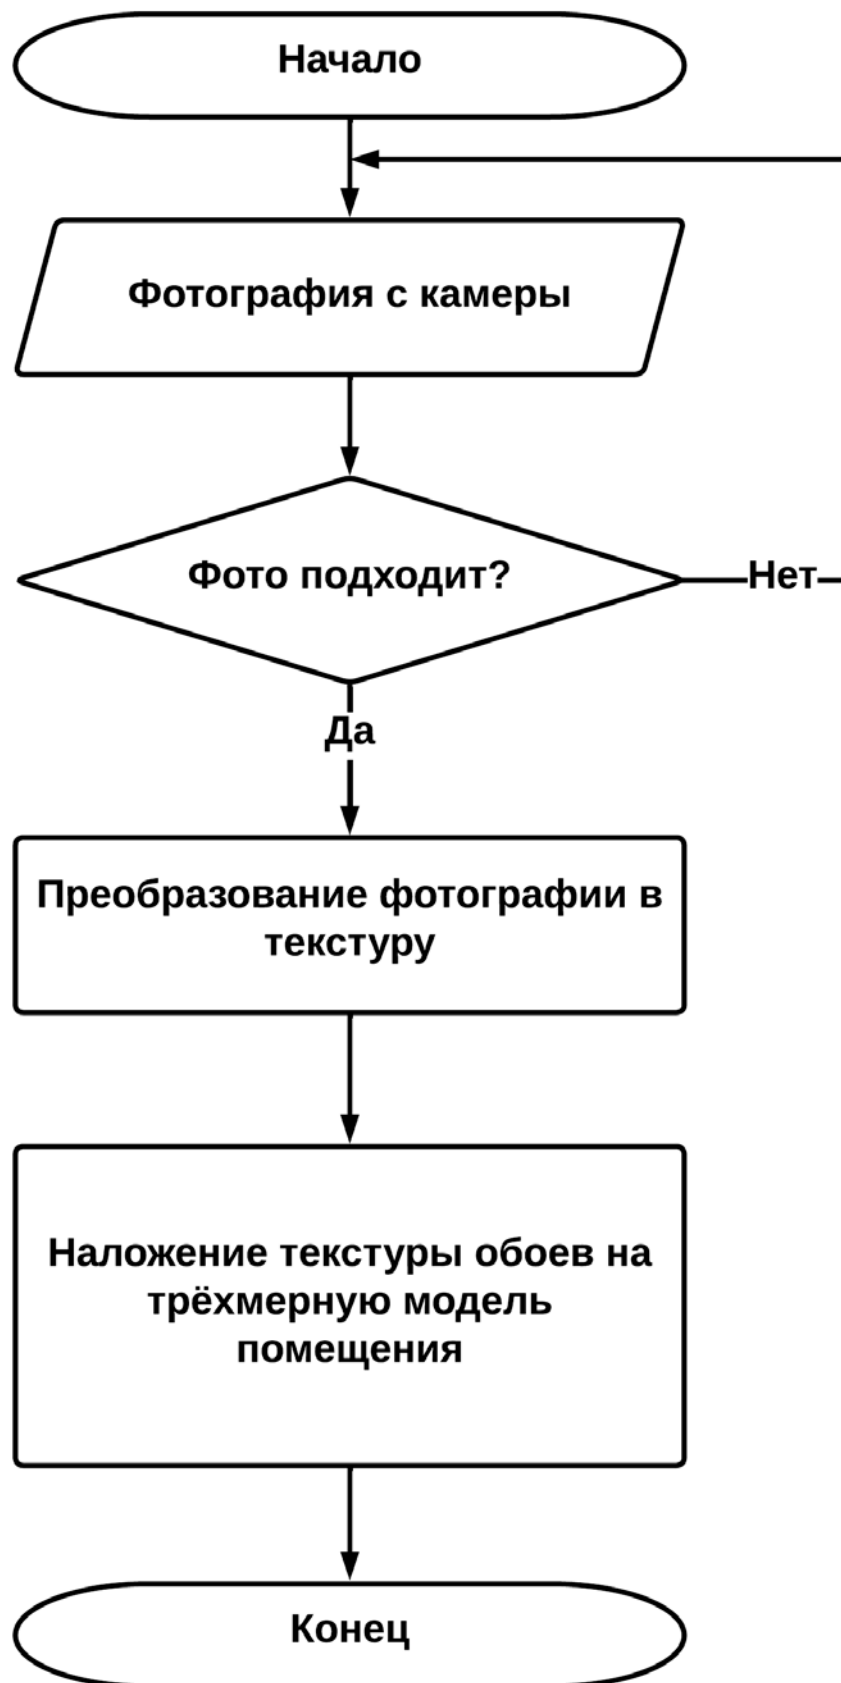 Начало
Фотография с камеры
Фото подходит?
Нет
Да
Преобразование фотографии в
текстуру
Наложение текстуры обоев на
трёхмерную модель
помещения
Конец